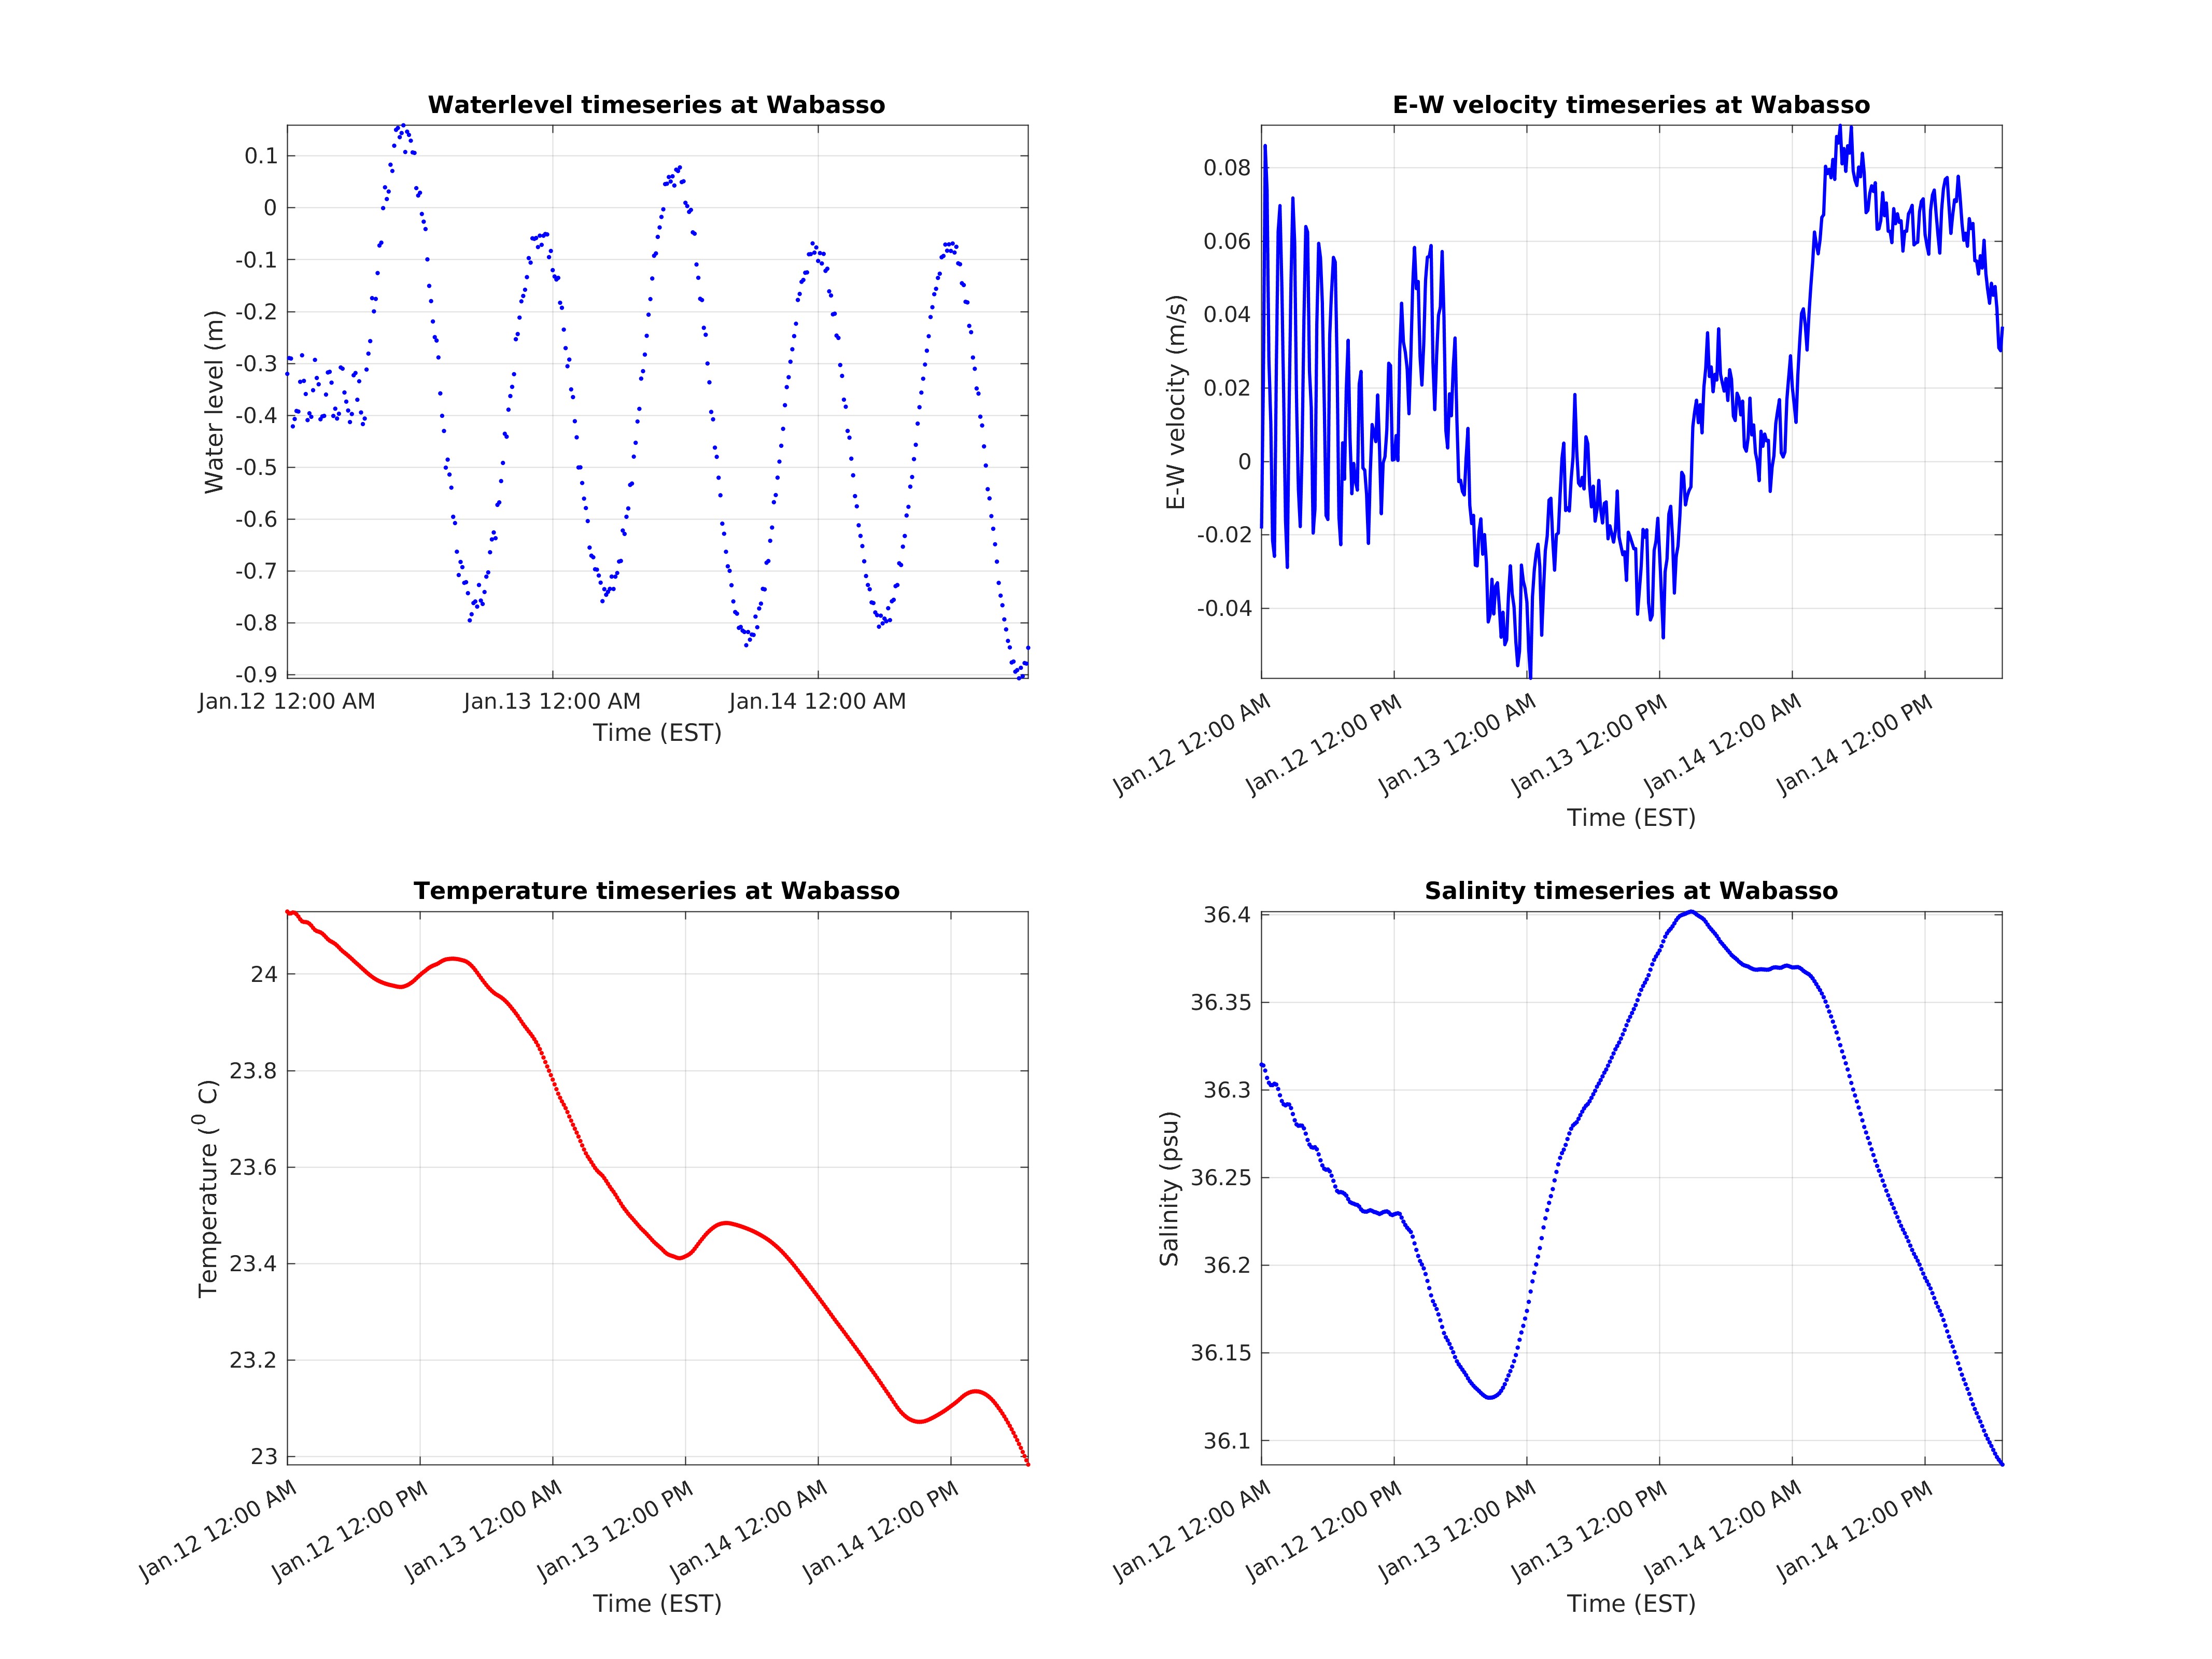 Waterlevel timeseries at Wabasso
0.1
0
-0.1
-0.2
-0.3
-0.4
-0.5
-0.6
-0.7
-0.8
-0.9
Water level (m)
Jan.12 12:00 AM Jan.13 12:00 AM Jan.14 12:00 AM
Time (EST)
E-W velocity timeseries at Wabasso
0.08
0.06
0.04
0.02
0
-0.02
-0.04
E-W velocity (m/s)
Jan.12 12:00 AM
Jan.12 12:00 PM
Jan.13 12:00 AM
Jan.13 12:00 PM
Jan.14 12:00 AM
Jan.14 12:00 PM
Time (EST)
Temperature timeseries at Wabasso
24
23.8
23.6
23.4
23.2
23
Temperature (⁰ C)
Jan.12 12:00 AM
Jan.12 12:00 PM
Jan.13 12:00 AM
Jan.13 12:00 PM
Jan.14 12:00 AM
Jan.14 12:00 PM
Time (EST)
Salinity timeseries at Wabasso
36.4
36.35
36.3
36.25
36.2
36.15
36.1
Salinity (psu)
Jan.12 12:00 AM
Jan.12 12:00 PM
Jan.13 12:00 AM
Jan.13 12:00 PM
Jan.14 12:00 AM
Jan.14 12:00 PM
Time (EST)